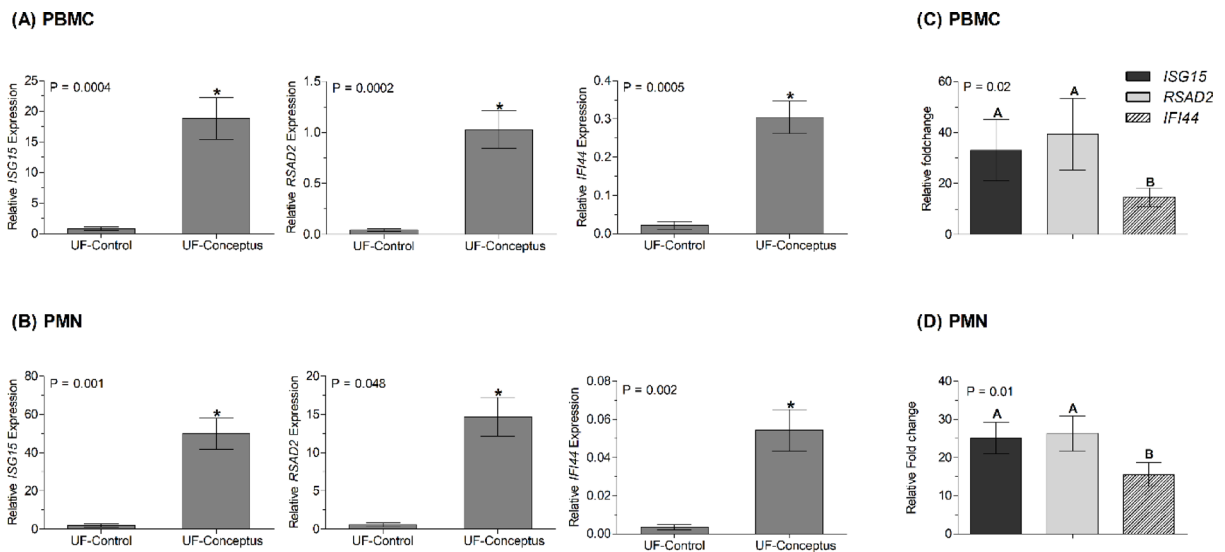 (A) PBMC
P = 0.0004
*
Relative ISG15 Expression
25
20
15
10
5
0
UF-Control UF-Conceptus
P = 0.0002
*
Relative RSAD2 Expression
1.5
1.0
0.5
0.0
UF-Control UF-Conceptus
P = 0.0005
*
Relative IFI44 Expression
0.4
0.3
0.2
0.1
0.0
UF-Control UF-Conceptus
(C) PBMC
ISG15
RSAD2
IFI44
P = 0.02
A A B
Relative foldchange
60
40
20
0
(B) PMN
P = 0.001
*
Relative ISG15 Expression
80
60
40
20
0
UF-Control UF-Conceptus
P = 0.048
*
Relative RSAD2 Expression
20
15
10
5
0
UF-Control UF-Conceptus
P = 0.002
*
Relative IFI44 Expression
0.08
0.06
0.04
0.02
0.00
UF-Control UF-Conceptus
(D) PMN
P = 0.01
A A B
Relative Fold change
40
30
20
10
0